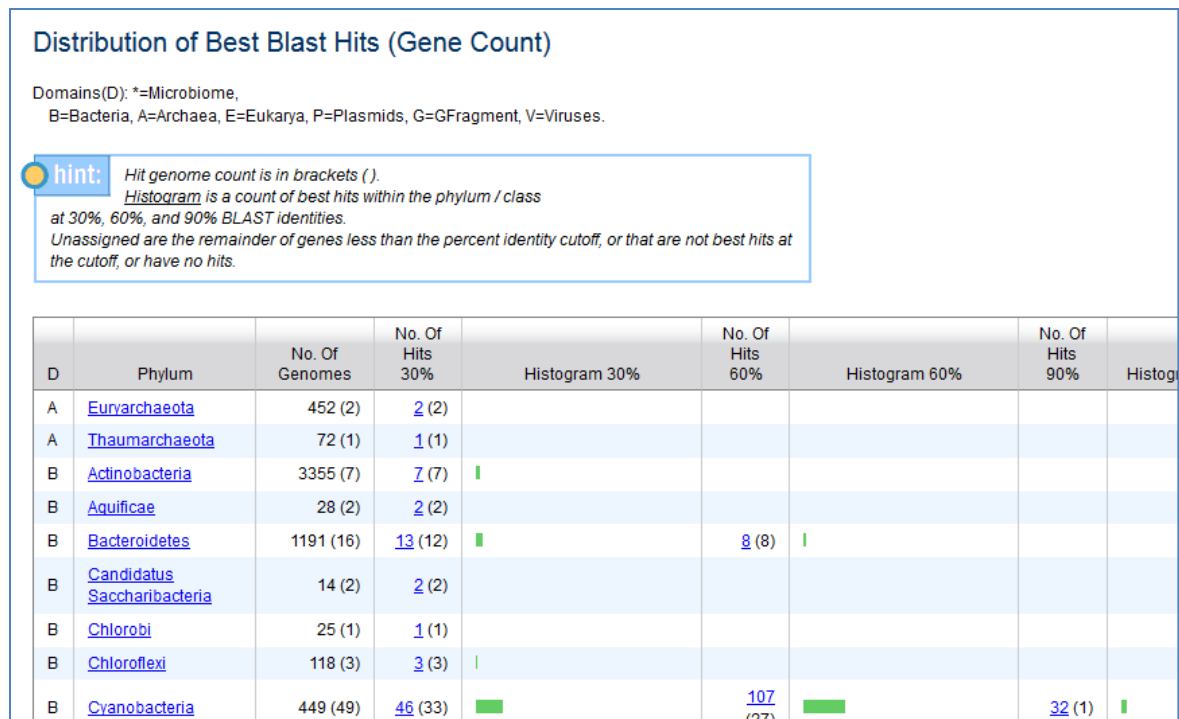 Distribution of Best Blast Hits (Gene Count)
Domains(D): *=Microbiome,
B=Bacteria, A=Archaea, E=Eukarya, P=Plasmids, G=GFragment, V=Viruses.
hint: Hit genome count is in brackets ( ).
Histogram is a count of best hits within the phylum / class
at 30%, 60%, and 90% BLAST identities.
Unassigned are the remainder of genes less than the percent identity cutoff, or that are not best hits at
the cutoff, or have no hits.
D Phylum No. Of Genomes No. Of Hits 30% Histogram 30% No. Of Hits 60% Histogram 60% No. Of Hits 90% Histogr
A Euryarchaeota 452 (2) 2 (2)
A Thaumarchaeota 72 (1) 1 (1)
B Actinobacteria 3355 (7) 7 (7)
B Aquificae 28 (2) 2 (2)
B Bacteroidetes 1191 (16) 13 (12) 8 (8)
B Candidatus Saccharibacteria 14 (2) 2 (2)
B Chlorobi 25 (1) 1 (1)
B Chloroflexi 118 (3) 3 (3)
B Cyanobacteria 449 (49) 46 (33) 107 32 (1)